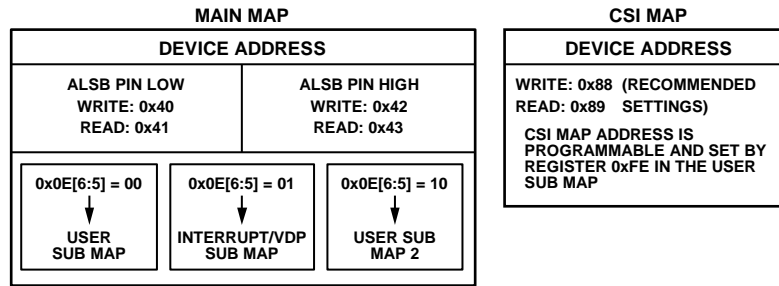 MAIN MAP
DEVICE ADDRESS
ALSB PIN LOW
WRITE: 0x40
READ: 0x41
ALSB PIN HIGH
WRITE: 0x42
READ: 0x43
0x0E[6:5] = 00
USER
SUB MAP
0x0E[6:5] = 01
INTERRUPT/VDP
SUB MAP
0x0E[6:5] = 10
USER SUB
MAP 2
CSI MAP
DEVICE ADDRESS
WRITE: 0x88 (RECOMMENDED
READ: 0x89 SETTINGS)
CSI MAP ADDRESS IS
PROGRAMMABLE AND SET BY
REGISTER 0xFE IN THE USER
SUB MAP